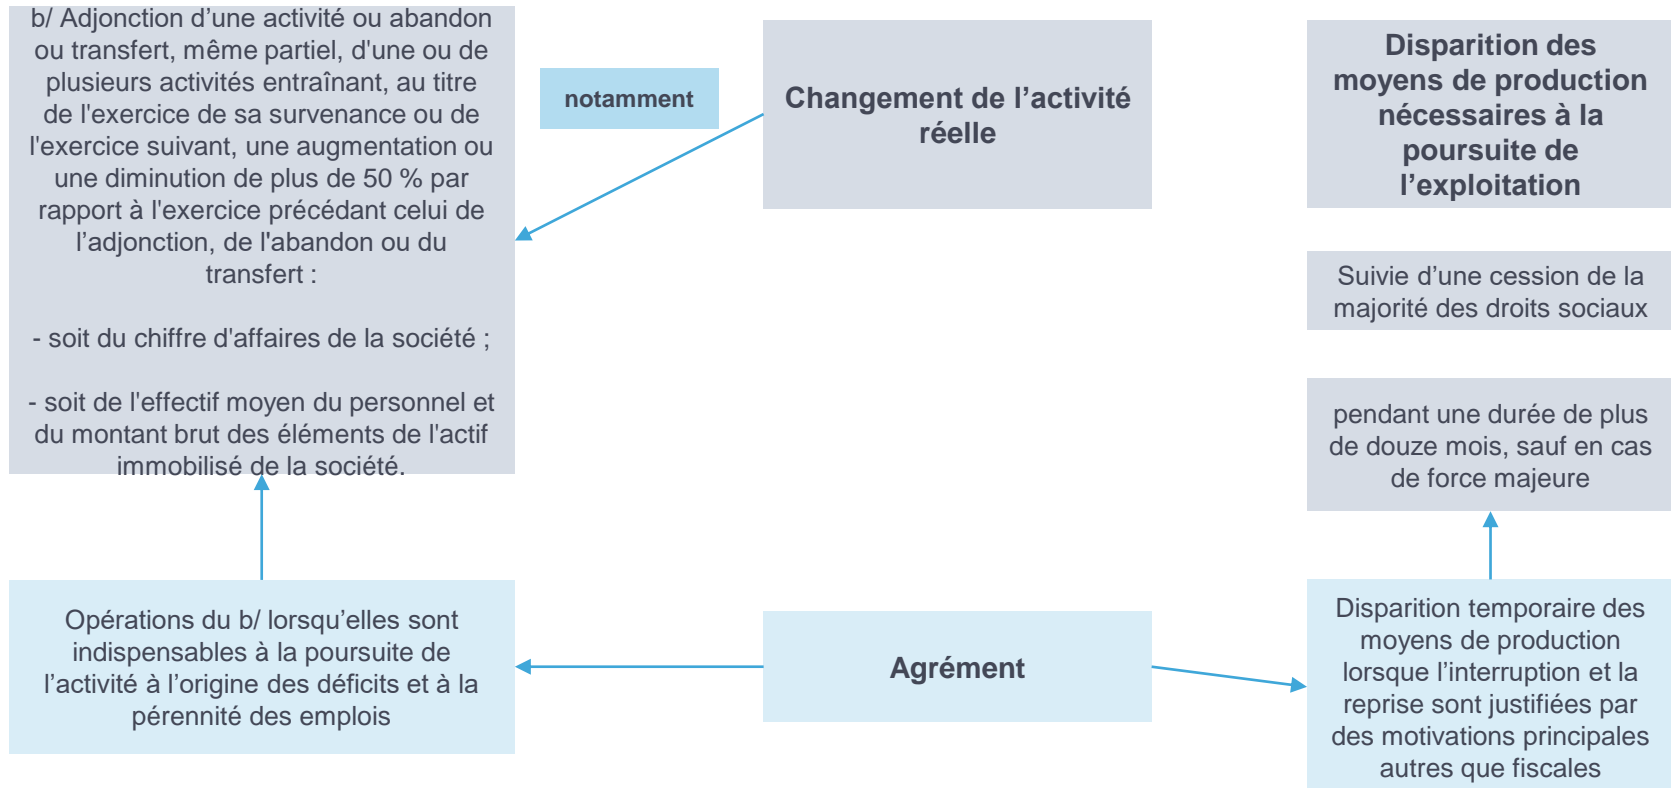 b/ Adjonction d’une activité ou abandon
ou transfert, même partiel, d'une ou de
plusieurs activités entraînant, au titre
de l'exercice de sa survenance ou de
l'exercice suivant, une augmentation ou
une diminution de plus de 50 % par
rapport à l'exercice précédant celui de
l’adjonction, de l'abandon ou du
transfert :
- soit du chiffre d'affaires de la société ;
- soit de l'effectif moyen du personnel et
du montant brut des éléments de l'actif
immobilisé de la société.
notamment
Changement de l’activité
réelle
Disparition des
moyens de production
nécessaires à la
poursuite de
l’exploitation
Suivie d’une cession de la
majorité des droits sociaux
pendant une durée de plus
de douze mois, sauf en cas
de force majeure
Opérations du b/ lorsqu’elles sont
indispensables à la poursuite de
l’activité à l’origine des déficits et à la
pérennité des emplois
Agrément
Disparition temporaire des
moyens de production
lorsque l’interruption et la
reprise sont justifiées par
des motivations principales
autres que fiscales